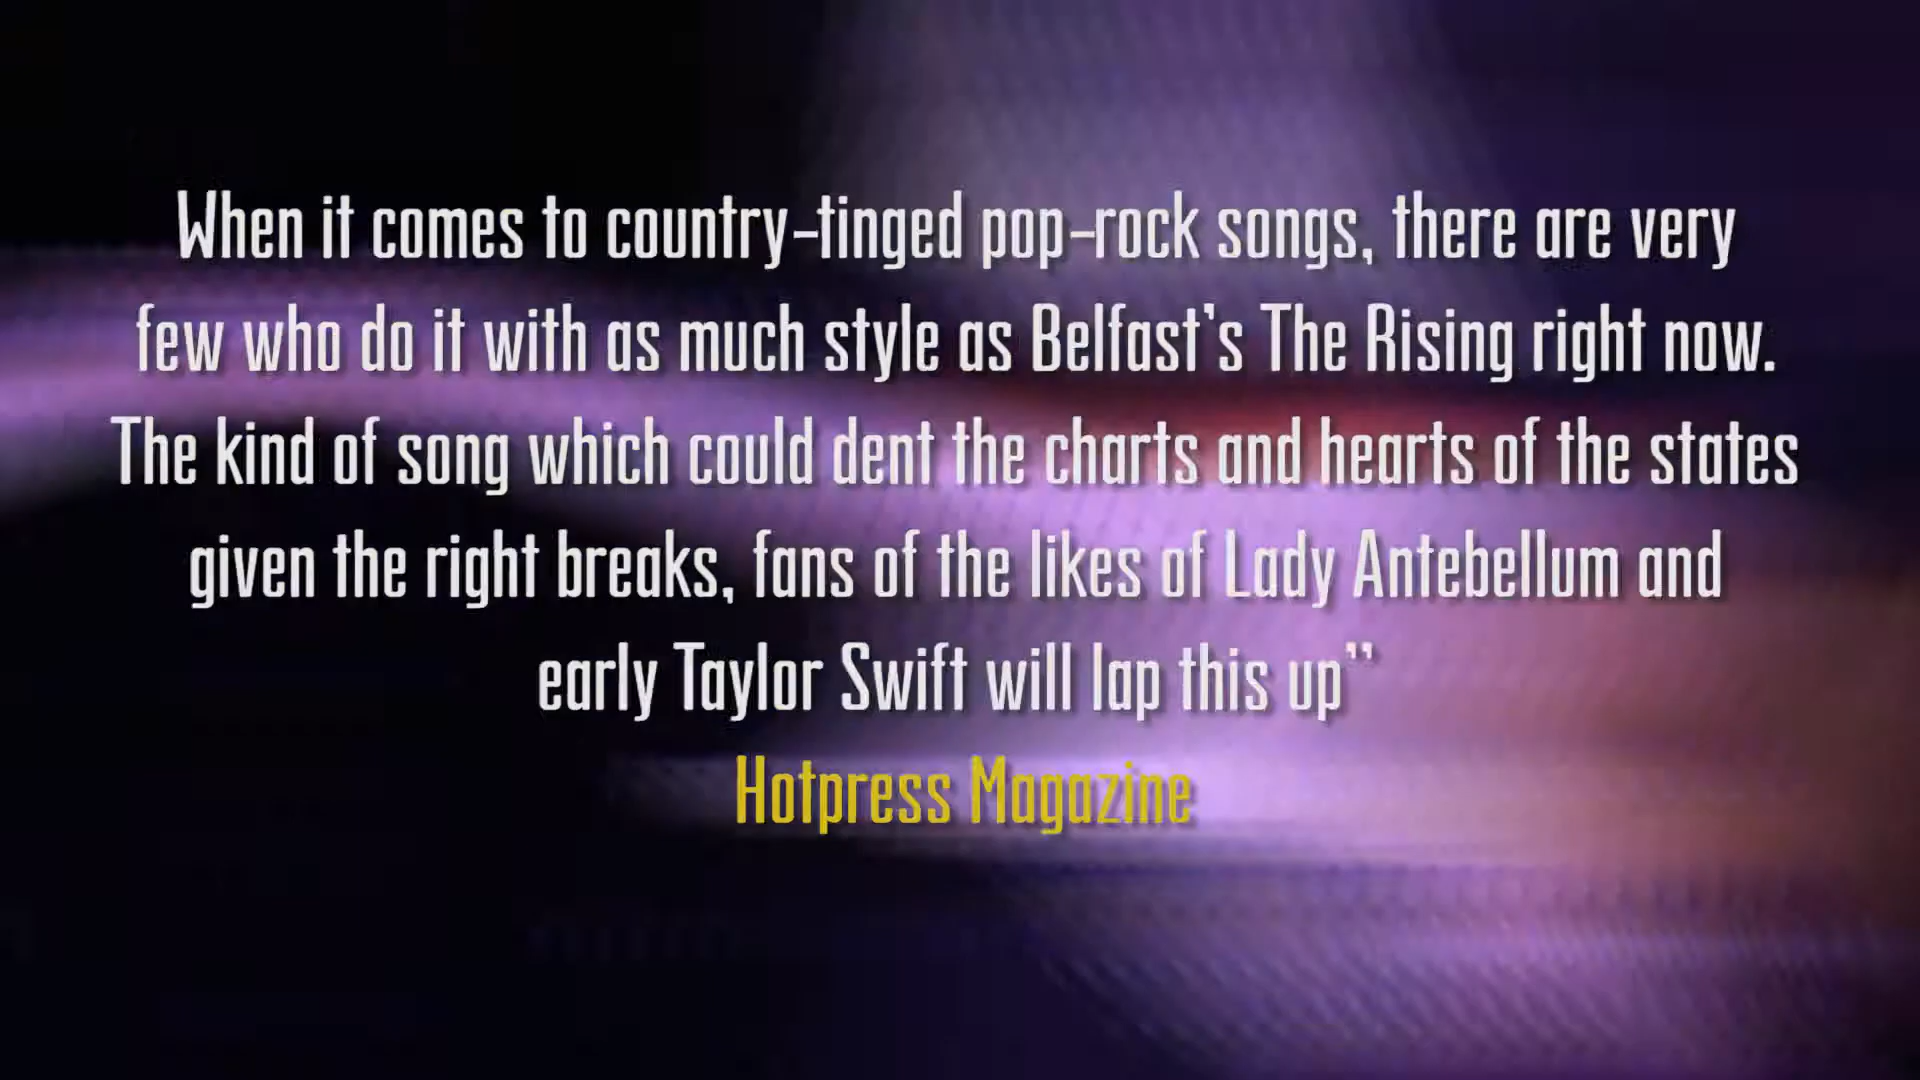 When it comes to country-tinged pop-rock songs, there are very
few who do it with as much style as Belfast's The Rising right now.
The kind of song which could dent the charts and hearts of the states
given the right breaks, fans of the likes of Lady Antebellum and
early Taylor Swift will lap this up”
Hotpress Magazine